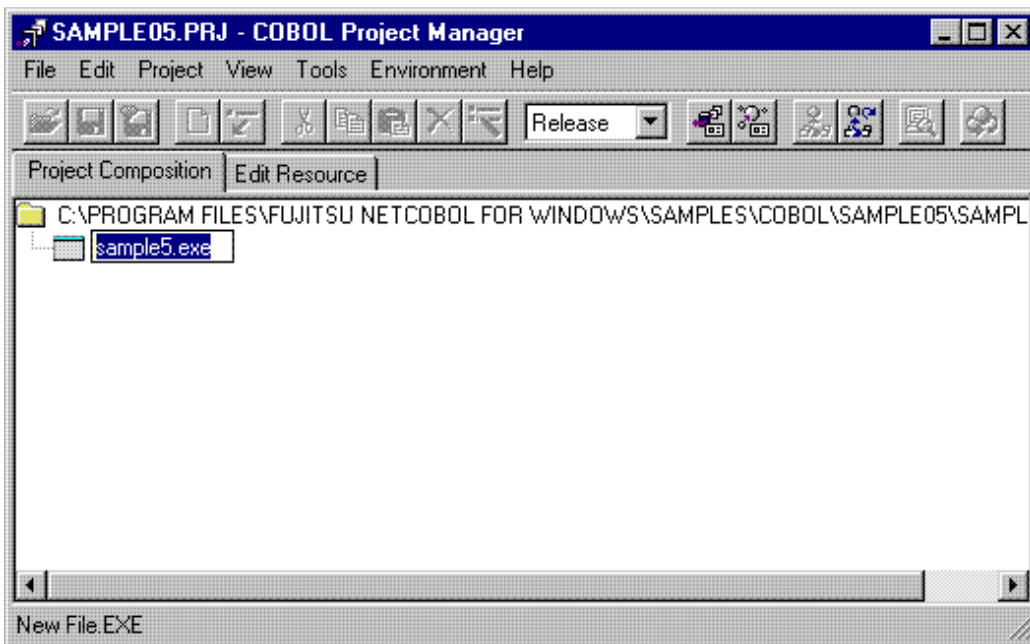 SAMPLE05.PRJ - COBOL Project Manager
File Edit Project View Tools Environment Help
Release
Project Composition Edit Resource
C:\PROGRAM FILES\FUJITSU NETCOBOL FOR WINDOWS\SAMPLES\COBOL\SAMPLE05\SAMPL
sample5.exe
New File.EXE